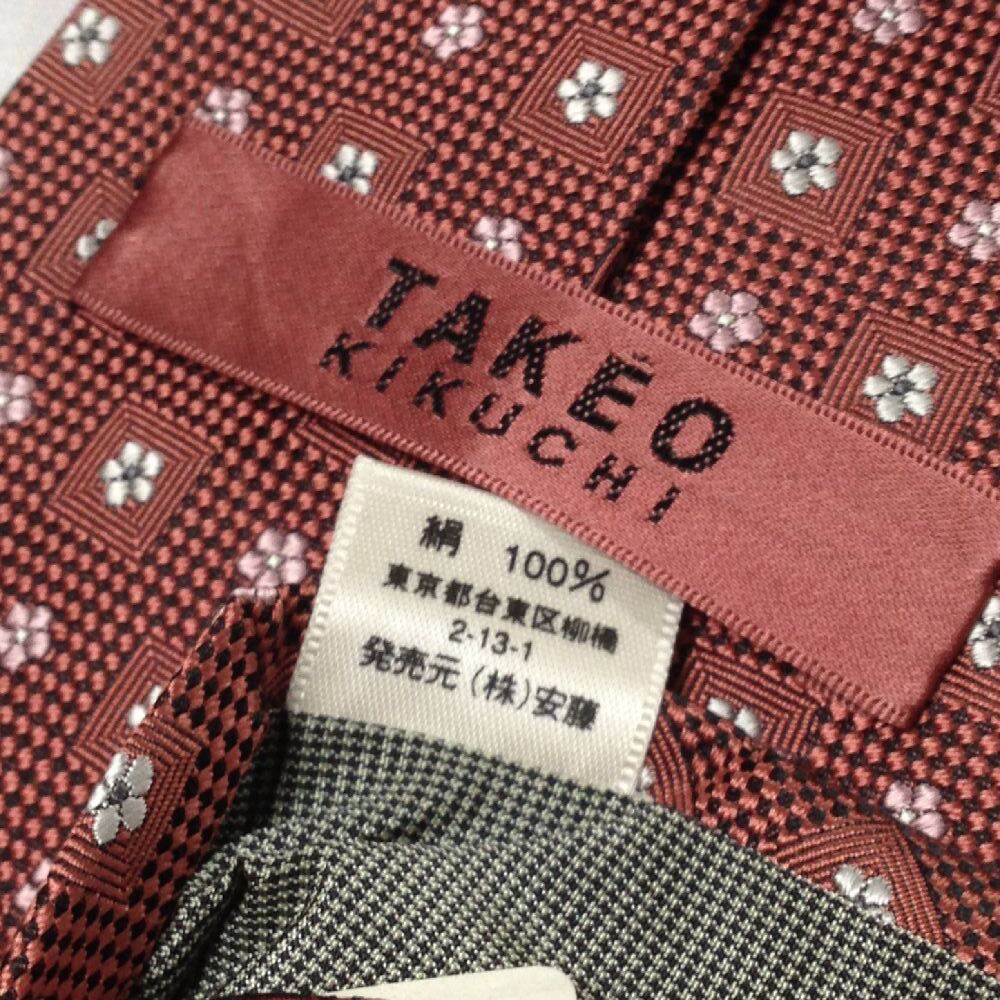 TAKEO
KIKUCHI
絹 100%
東京都台東区柳橋
2-13-1
発売元 (株)安藤